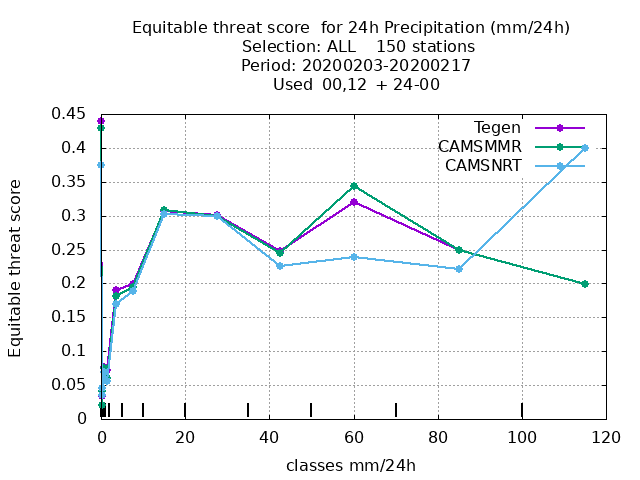 Equitable threat score  for 24h Precipitation (mm/24h)
Selection: ALL    150 stations
Period: 20200203-20200217
Used  00,12  + 24-00
Tegen
CAMSMMR
CAMSNRT
0.45
0.4
0.35
0.3
0.25
0.2
0.15
0.1
0.05
0
Equitable threat score
0 20 40 60 80 100 120
classes mm/24h